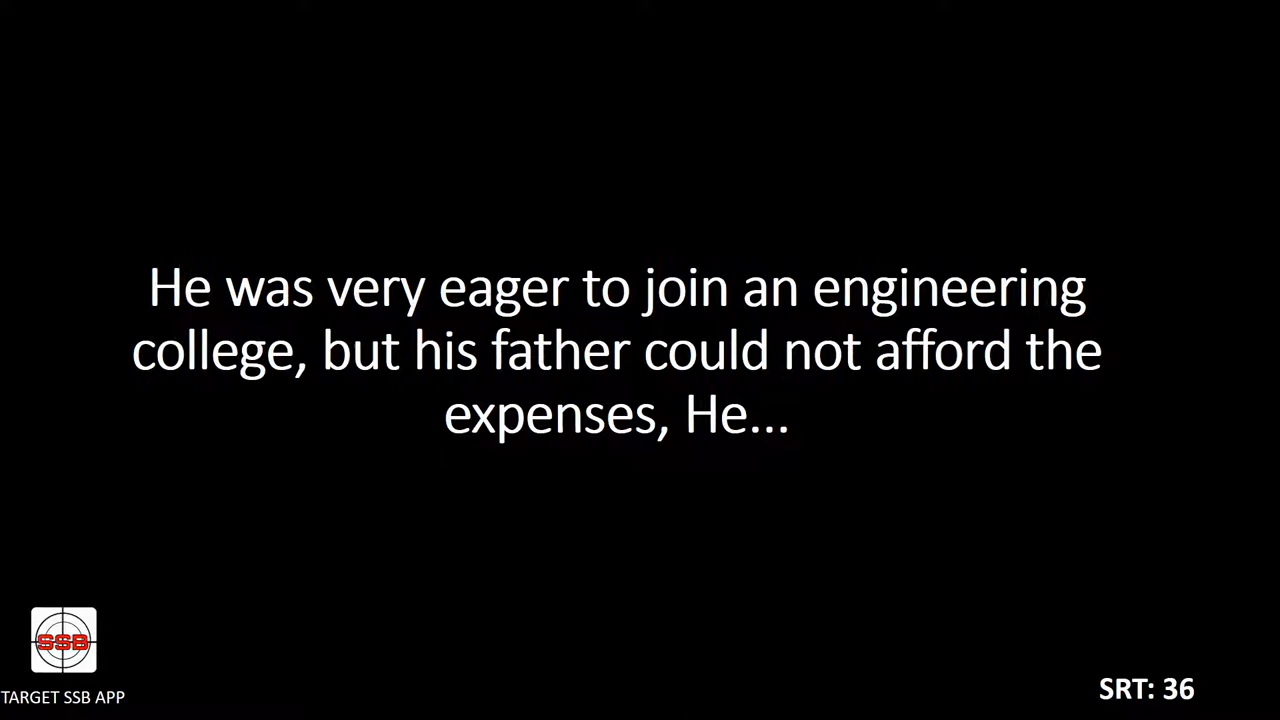 He was very eager to join an engineering
college, but his father could not afford the
expenses, He...
SSB
TARGET SSB APP
SRT: 36